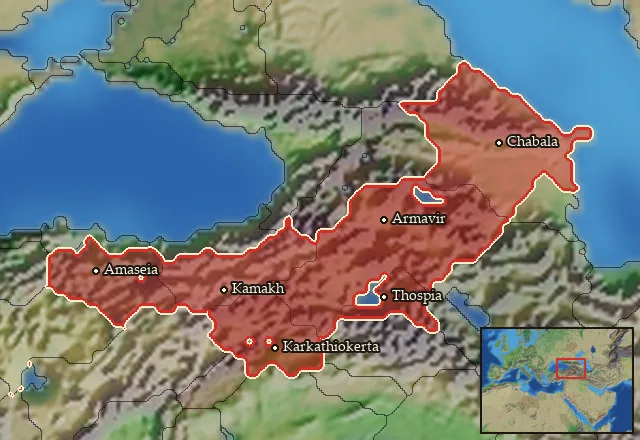 Chabala
Armavir
Amaseia
Kamakh
Thospia
Karkathiokerta